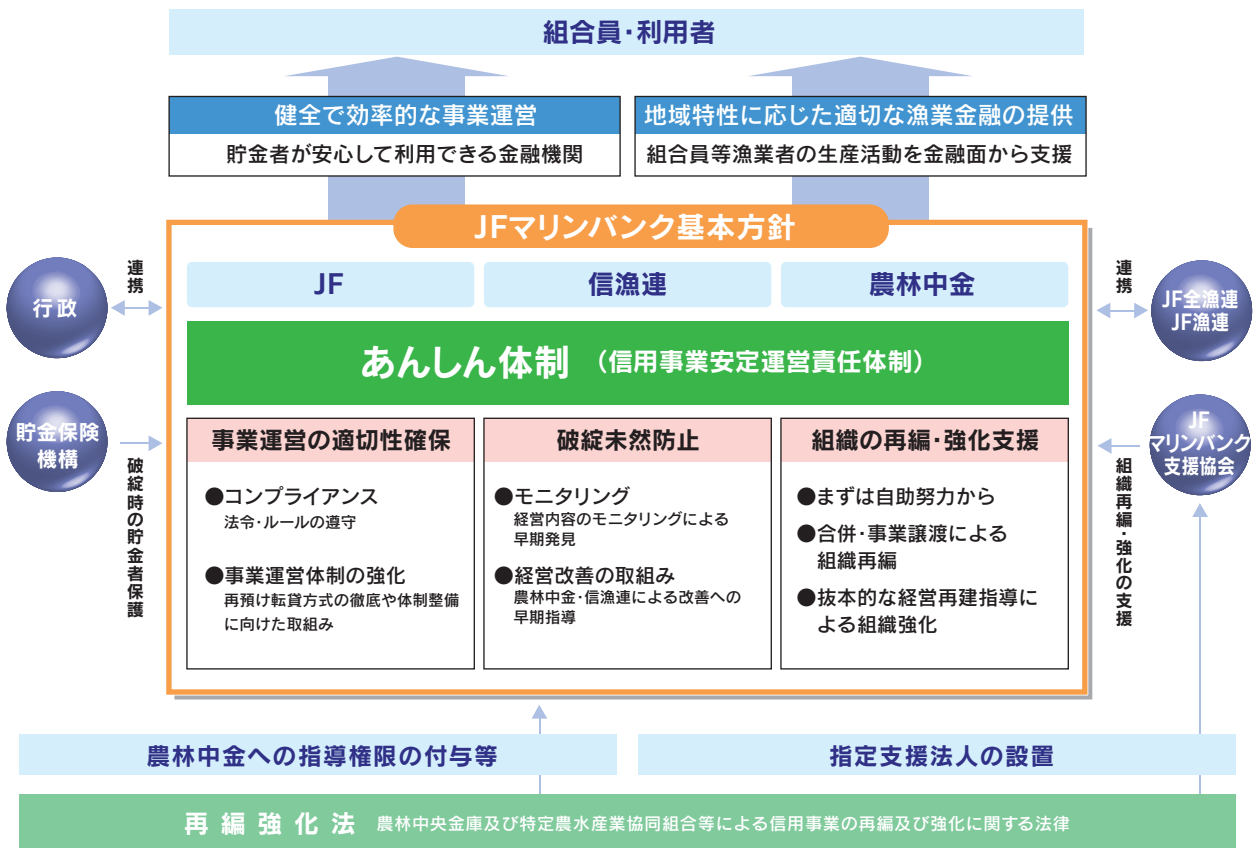 組合員・利用者
健全で効率的な事業運営
貯金者が安心して利用できる金融機関
地域特性に応じた適切な漁業金融の提供
組合員等漁業者の生産活動を金融面から支援
JFマリンバンク基本方針
JF
信漁連
農林中金
あんしん体制 (信用事業安定運営責任体制)
行政
連携
貯金保険
機構
破綻時の貯金者保護
連携
JF全漁連
JF漁連
JF
マリンバンク
支援協会
組織再編・強化の支援
事業運営の適切性確保
●コンプライアンス
法令・ルールの遵守
●事業運営体制の強化
再預け転貸方式の徹底や体制整備
に向けた取組み
破綻未然防止
●モニタリング
経営内容のモニタリングによる
早期発見
●経営改善の取組み
農林中金・信漁連による改善への
早期指導
組織の再編・強化支援
●まずは自助努力から
●合併・事業譲渡による
組織再編
●抜本的な経営再建指導に
よる組織強化
農林中金への指導権限の付与等
指定支援法人の設置
再編強化法 農林中央金庫及び特定農水産業協同組合等による信用事業の再編及び強化に関する法律